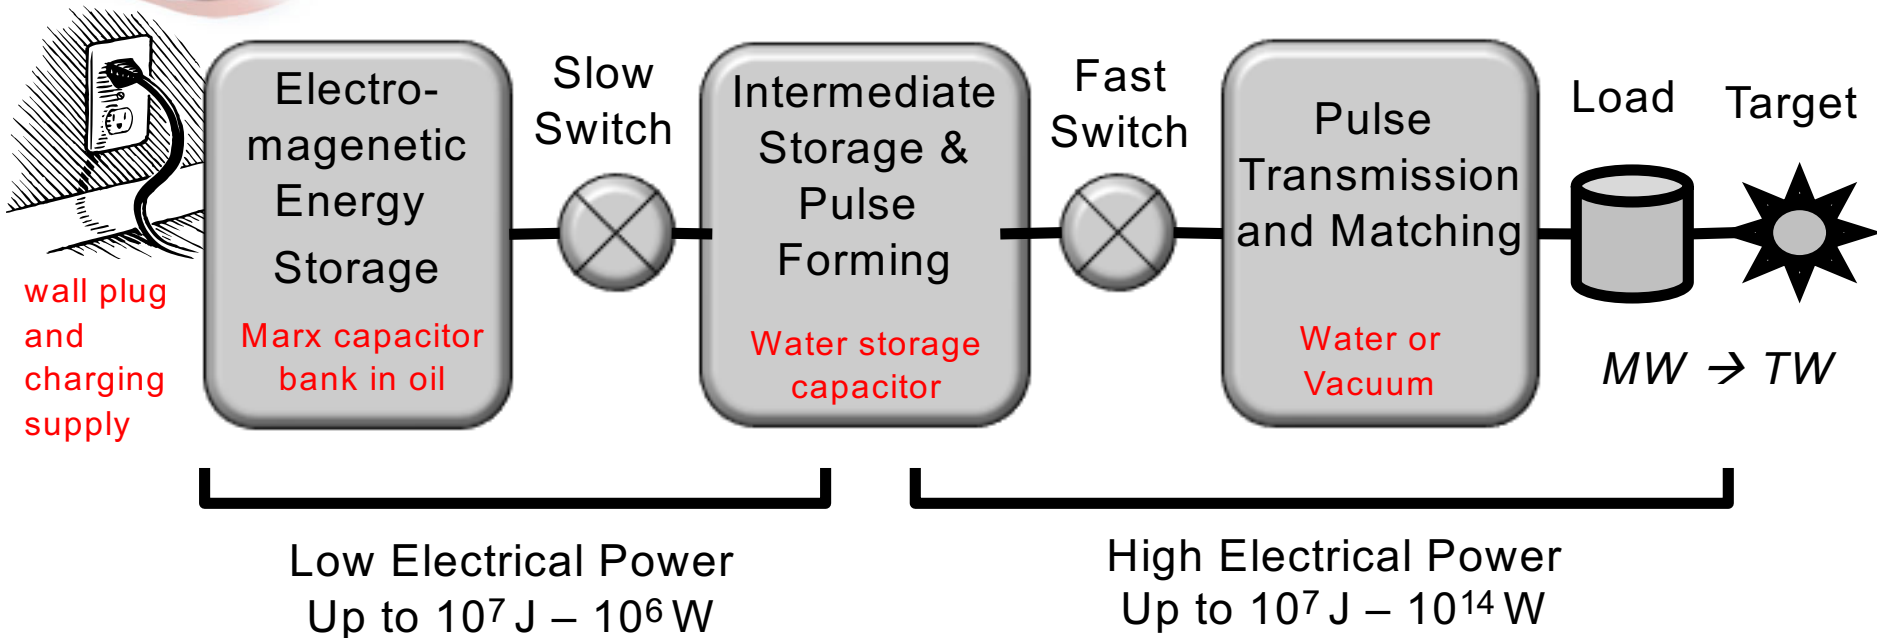 Electro-
magenetic
Energy
Storage
Marx capacitor
bank in oil
wall plug
and
charging
supply
Slow
Switch
Intermediate
Storage &
Pulse
Forming
Water storage
capacitor
Fast
Switch
Pulse
Transmission
and Matching
Water or
Vacuum
Load
Target
MW → TW
Low Electrical Power
Up to 10⁷ J – 10⁶ W
High Electrical Power
Up to 10⁷ J – 10¹⁴ W